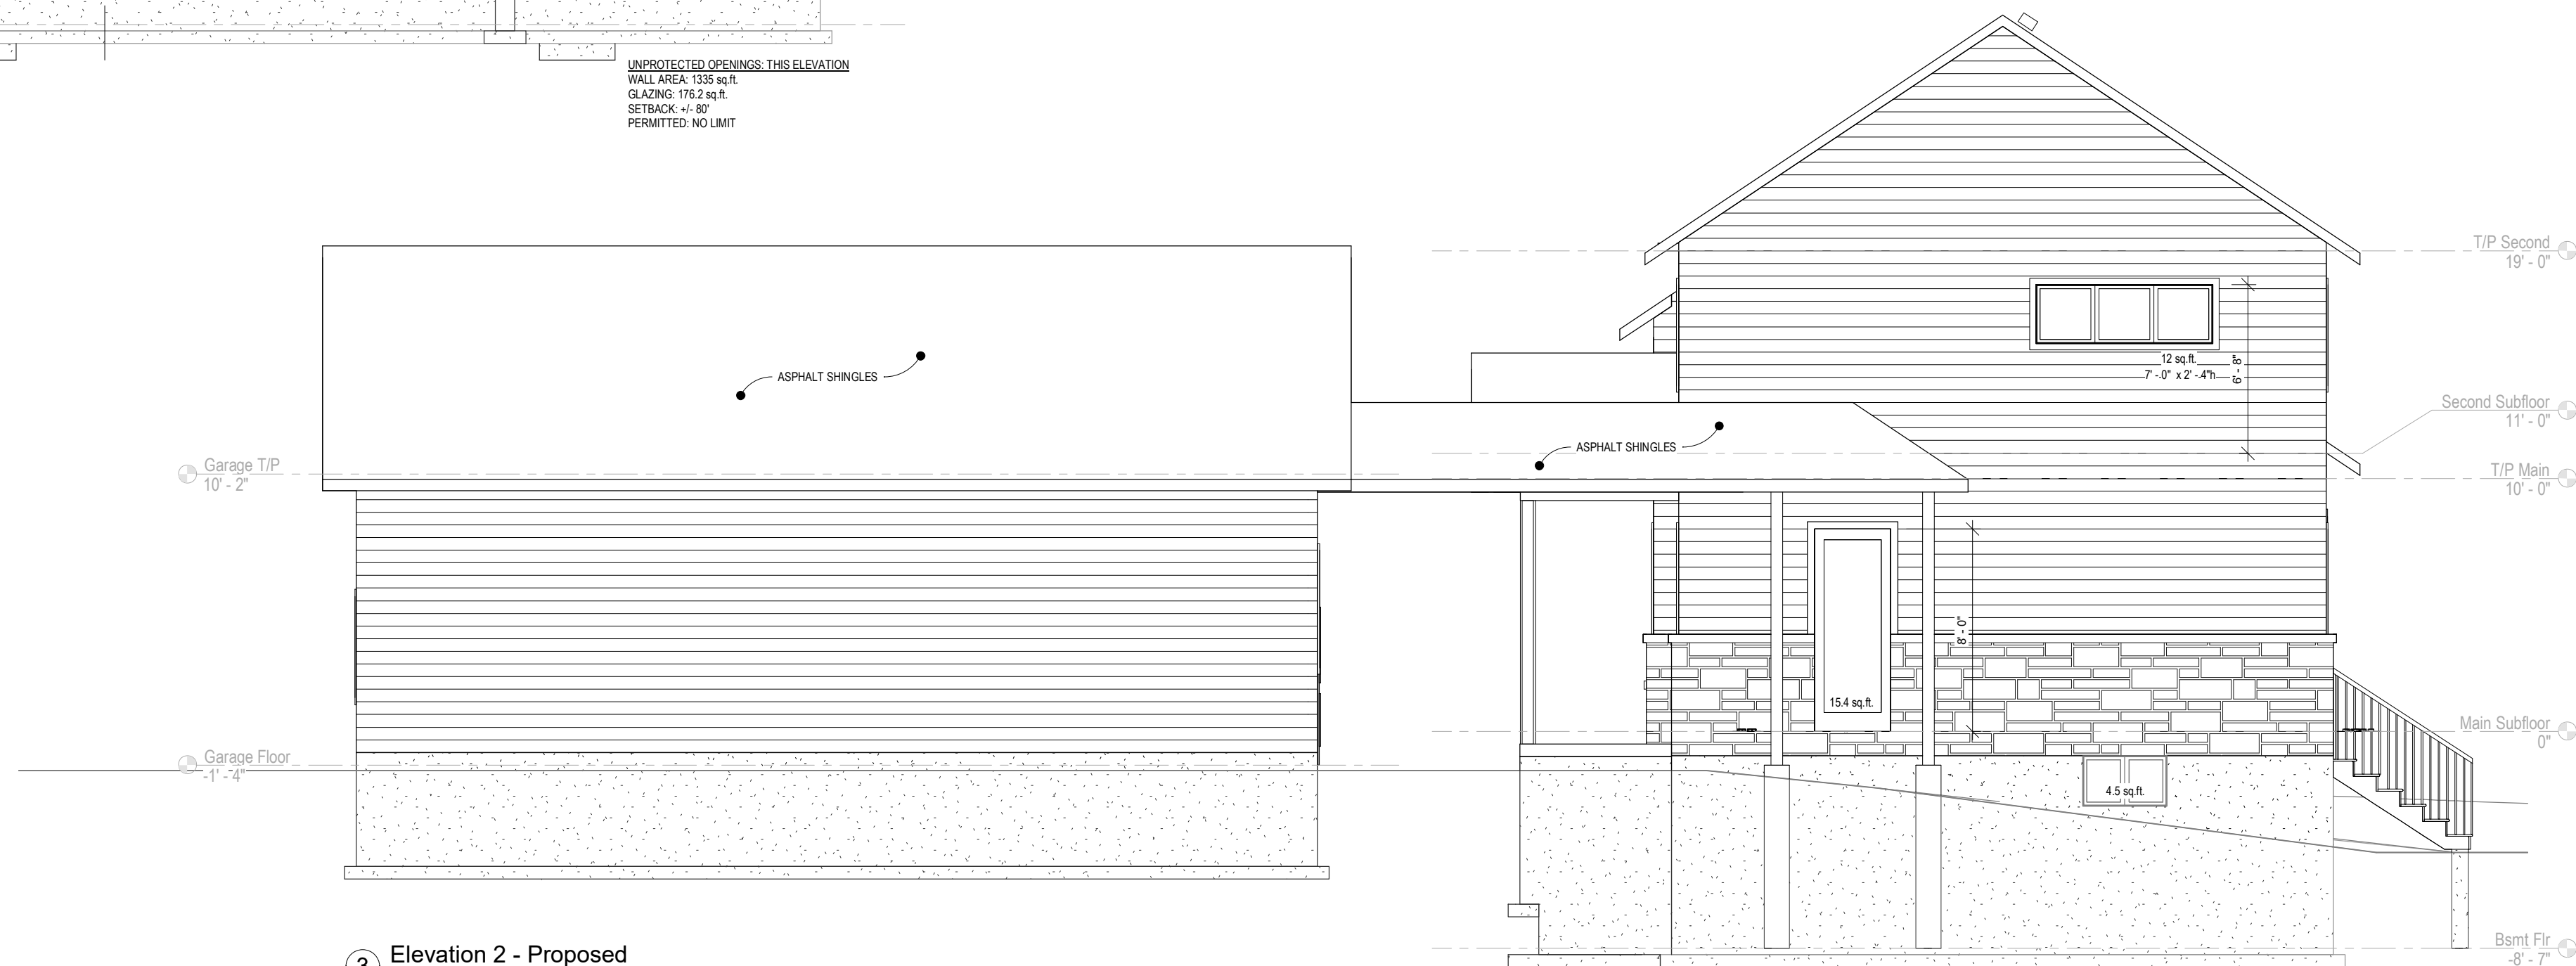 UNPROTECTED OPENINGS: THIS ELEVATION
WALL AREA: 1335 sq.ft.
GLAZING: 176.2 sq.ft.
SETBACK: +/- 80'
PERMITTED: NO LIMIT
T/P Second
19' - 0"
12 sq.ft.
7' - 0" x 2' - 4"h
6' - 8"
ASPHALT SHINGLES
Second Subfloor
11' - 0"
ASPHALT SHINGLES
Garage T/P
10' - 2"
T/P Main
10' - 0"
8' - 0"
15.4 sq.ft.
Main Subfloor
0"
Garage Floor
-1' - 4"
4.5 sq.ft.
Bsmt Flr
-8' - 7"
3
Elevation 2 - Proposed